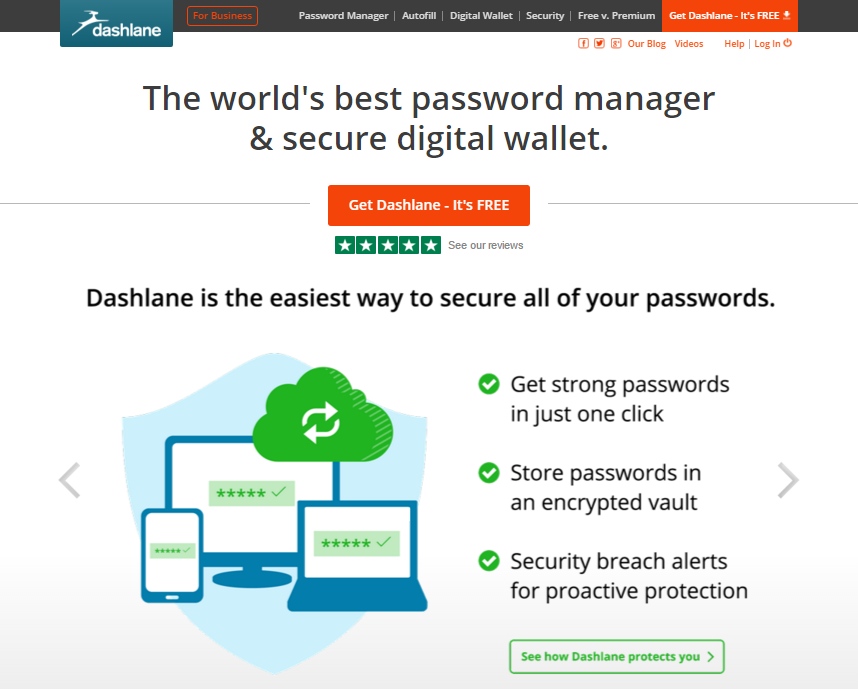 dashlane
For Business
Password Manager | Autofill | Digital Wallet | Security | Free v. Premium
Get Dashlane - It's FREE
Our Blog Videos Help | Log In
The world's best password manager
& secure digital wallet.
Get Dashlane - It's FREE
See our reviews
Dashlane is the easiest way to secure all of your passwords.
Get strong passwords
in just one click
*****
Store passwords in
an encrypted vault
*****
*****
Security breach alerts
for proactive protection
See how Dashlane protects you